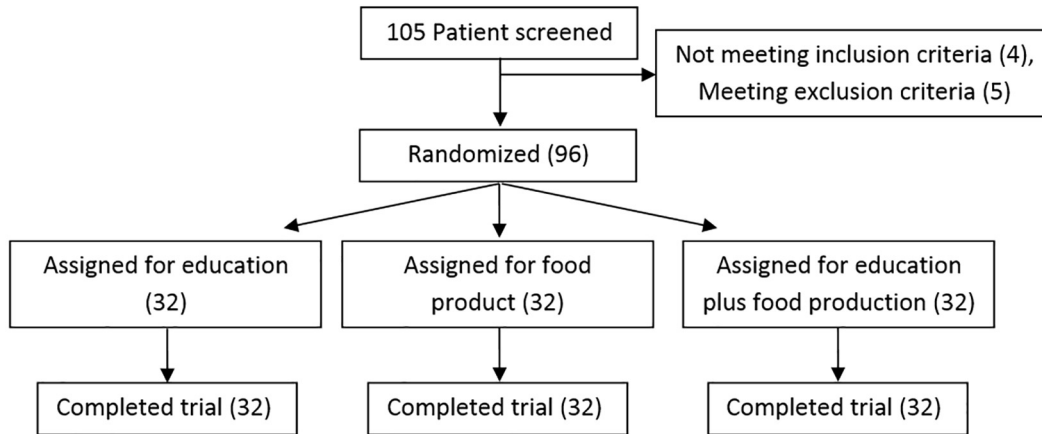 105 Patient screened
Not meeting inclusion criteria (4),
Meeting exclusion criteria (5)
Randomized (96)
Assigned for education
(32)
Assigned for food
product (32)
Assigned for education
plus food production (32)
Completed trial (32)
Completed trial (32)
Completed trial (32)